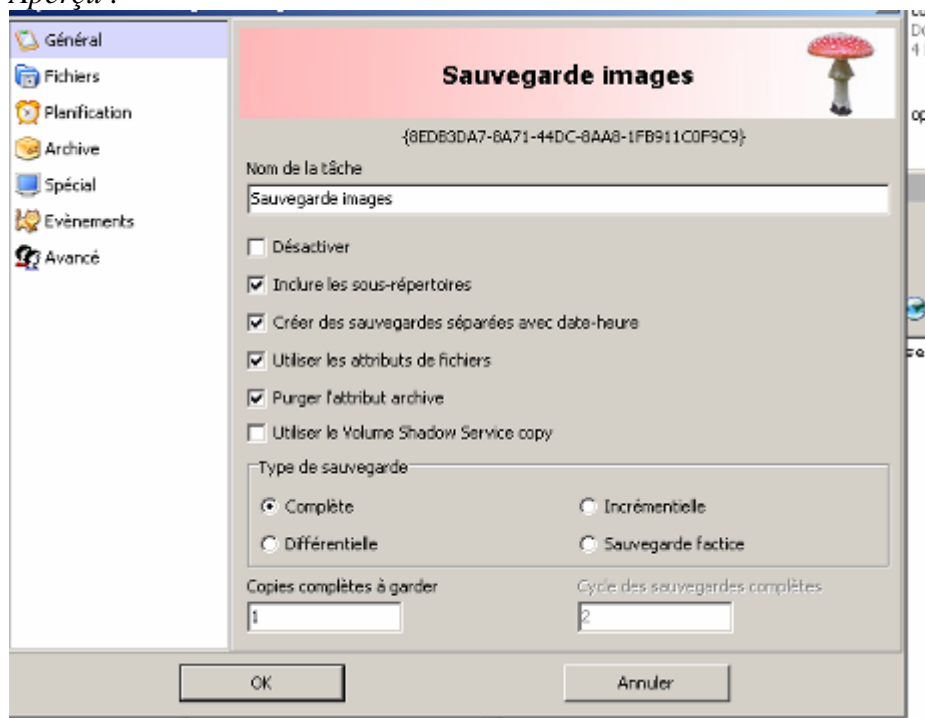 Aperçu :
Général
Fichiers
Planification
Archive
Spécial
Evènements
Avancé
Sauvegarde images
-{8EDB3DA7-8A71-44DC-8AA8-1FB911C0F9C9}
Nom de la tâche
Sauvegarde images
Désactiver
Inclure les sous-répertoires
Créer des sauvegardes séparées avec date-heure
Utiliser les attributs de fichiers
Purger l'attribut archive
Utiliser le Volume Shadow Service copy
Type de sauvegarde
Complète
Incrémentielle
Différentielle
Sauvegarde factice
Copies complètes à garder
Cycle des sauvegardes complètes
1
2
OK
Annuler